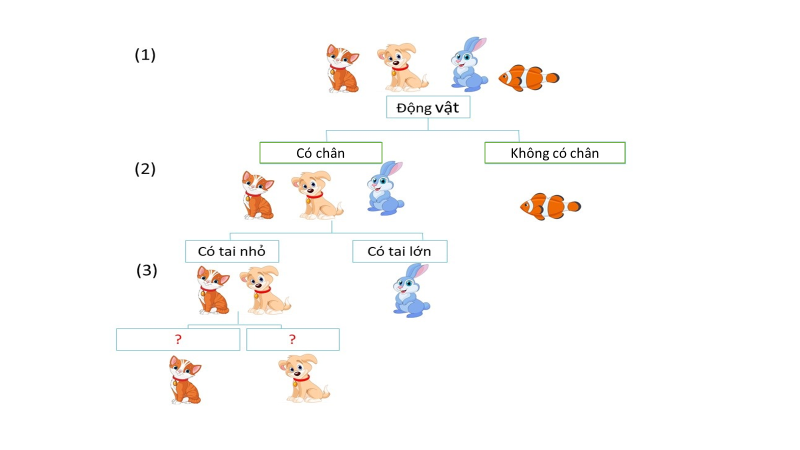 (1)
Động vật
Có chân
Không có chân
(2)
Có tai nhỏ
Có tai lớn
(3)
?
?